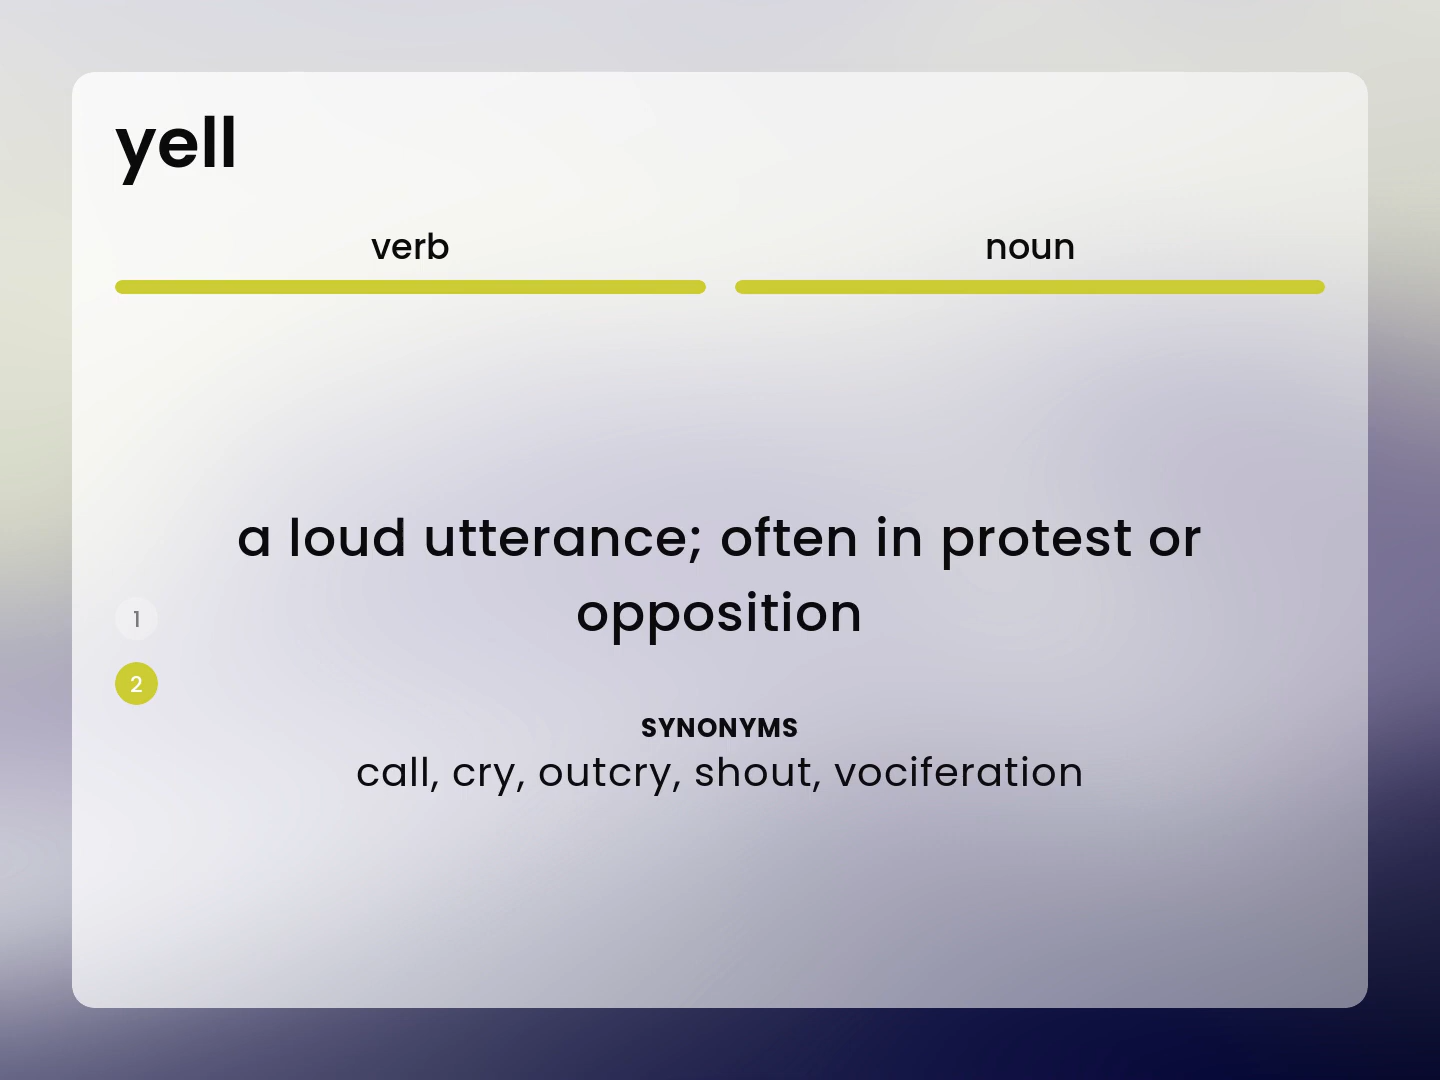 yell
verb
noun
a loud utterance; often in protest or
opposition
1
2
SYNONYMS
call, cry, outcry, shout, vociferation